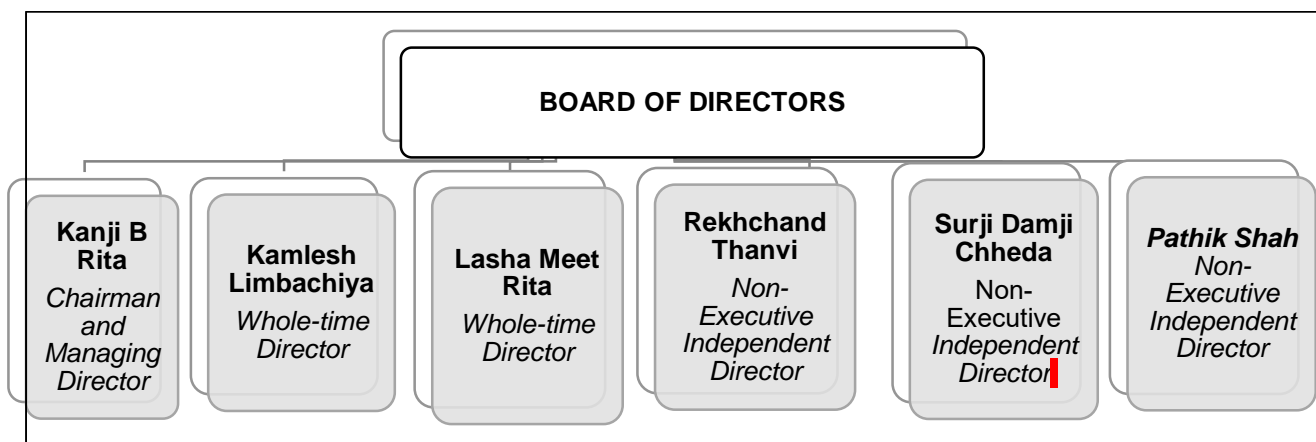 BOARD OF DIRECTORS
Kanji B
Rita
Chairman
and
Managing
Director
Kamlesh
Limbachiya
Whole-time
Director
Lasha Meet
Rita
Whole-time
Director
Rekhchand
Thanvi
Non-
Executive
Independent
Director
Surji Damji
Chheda
Non-
Executive
Independent
Director
Pathik Shah
Non-
Executive
Independent
Director